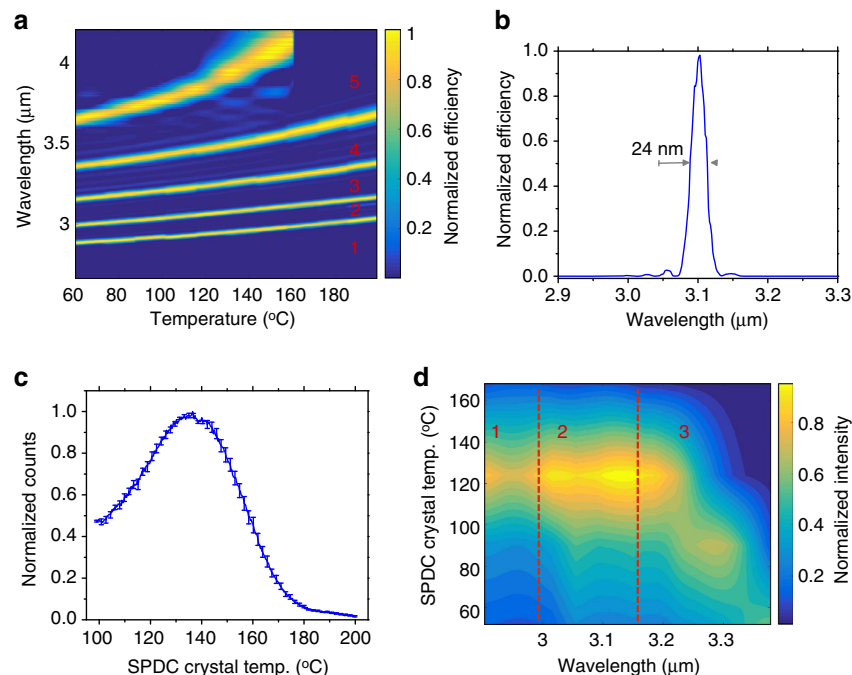 a
Wavelength (μm)
4
3.5
3
5
4
3
2
1
60 80 100 120 140 160 180
Temperature (°C)
1
0.8
0.6
0.4
0.2
Normalized efficiency
b
Normalized efficiency
1.0
0.8
0.6
0.4
0.2
0.0
24 nm
2.9 3.0 3.1 3.2 3.3
Wavelength (μm)
c
Normalized counts
1.0
0.8
0.6
0.4
0.2
0.0
100 120 140 160 180 200
SPDC crystal temp. (°C)
d
SPDC crystal temp. (°C)
160
140
120
100
80
60
1 2 3
3 3.1 3.2 3.3
Wavelength (μm)
0.8
0.6
0.4
0.2
Normalized intensity